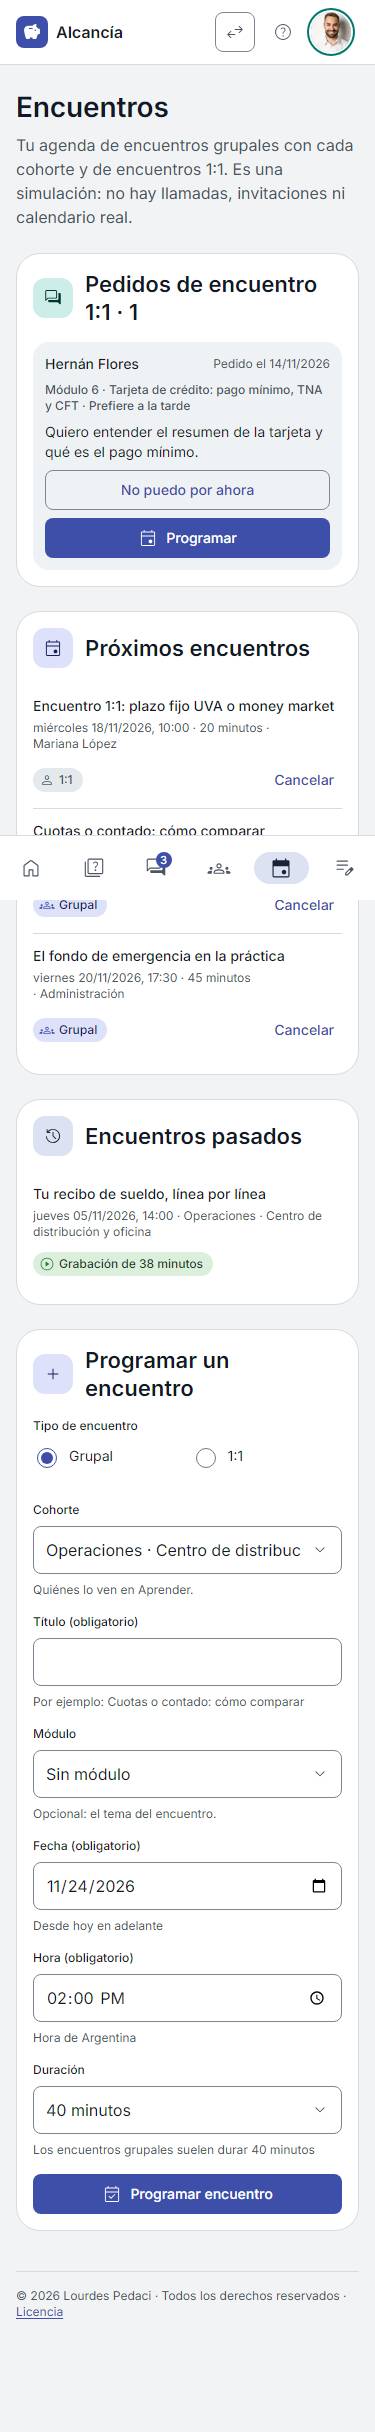 Alcancía
Encuentros
Tu agenda de encuentros grupales con cada
cohorte y de encuentros 1:1. Es una
simulación: no hay llamadas, invitaciones ni
calendario real.
Pedidos de encuentro
1:1 · 1
Hernán Flores
Pedido el 14/11/2026
Módulo 6 · Tarjeta de crédito: pago mínimo, TNA
y CFT · Prefiere a la tarde
Quiero entender el resumen de la tarjeta y
qué es el pago mínimo.
No puedo por ahora
Programar
Próximos encuentros
Encuentro 1:1: plazo fijo UVA o money market
miércoles 18/11/2026, 10:00 · 20 minutos ·
Mariana López
1:1
Cancelar
Cuotas o contado: cómo comparar
3
Grupal
Cancelar
El fondo de emergencia en la práctica
viernes 20/11/2026, 17:30 · 45 minutos
· Administración
Grupal
Cancelar
Encuentros pasados
Tu recibo de sueldo, línea por línea
jueves 05/11/2026, 14:00 · Operaciones · Centro de
distribución y oficina
Grabación de 38 minutos
Programar un
encuentro
Tipo de encuentro
Grupal
1:1
Cohorte
Operaciones · Centro de distribuc
Quiénes lo ven en Aprender.
Título (obligatorio)
Por ejemplo: Cuotas o contado: cómo comparar
Módulo
Sin módulo
Opcional: el tema del encuentro.
Fecha (obligatorio)
11/24/2026
Desde hoy en adelante
Hora (obligatorio)
02:00 PM
Hora de Argentina
Duración
40 minutos
Los encuentros grupales suelen durar 40 minutos
Programar encuentro
© 2026 Lourdes Pedaci · Todos los derechos reservados ·
Licencia